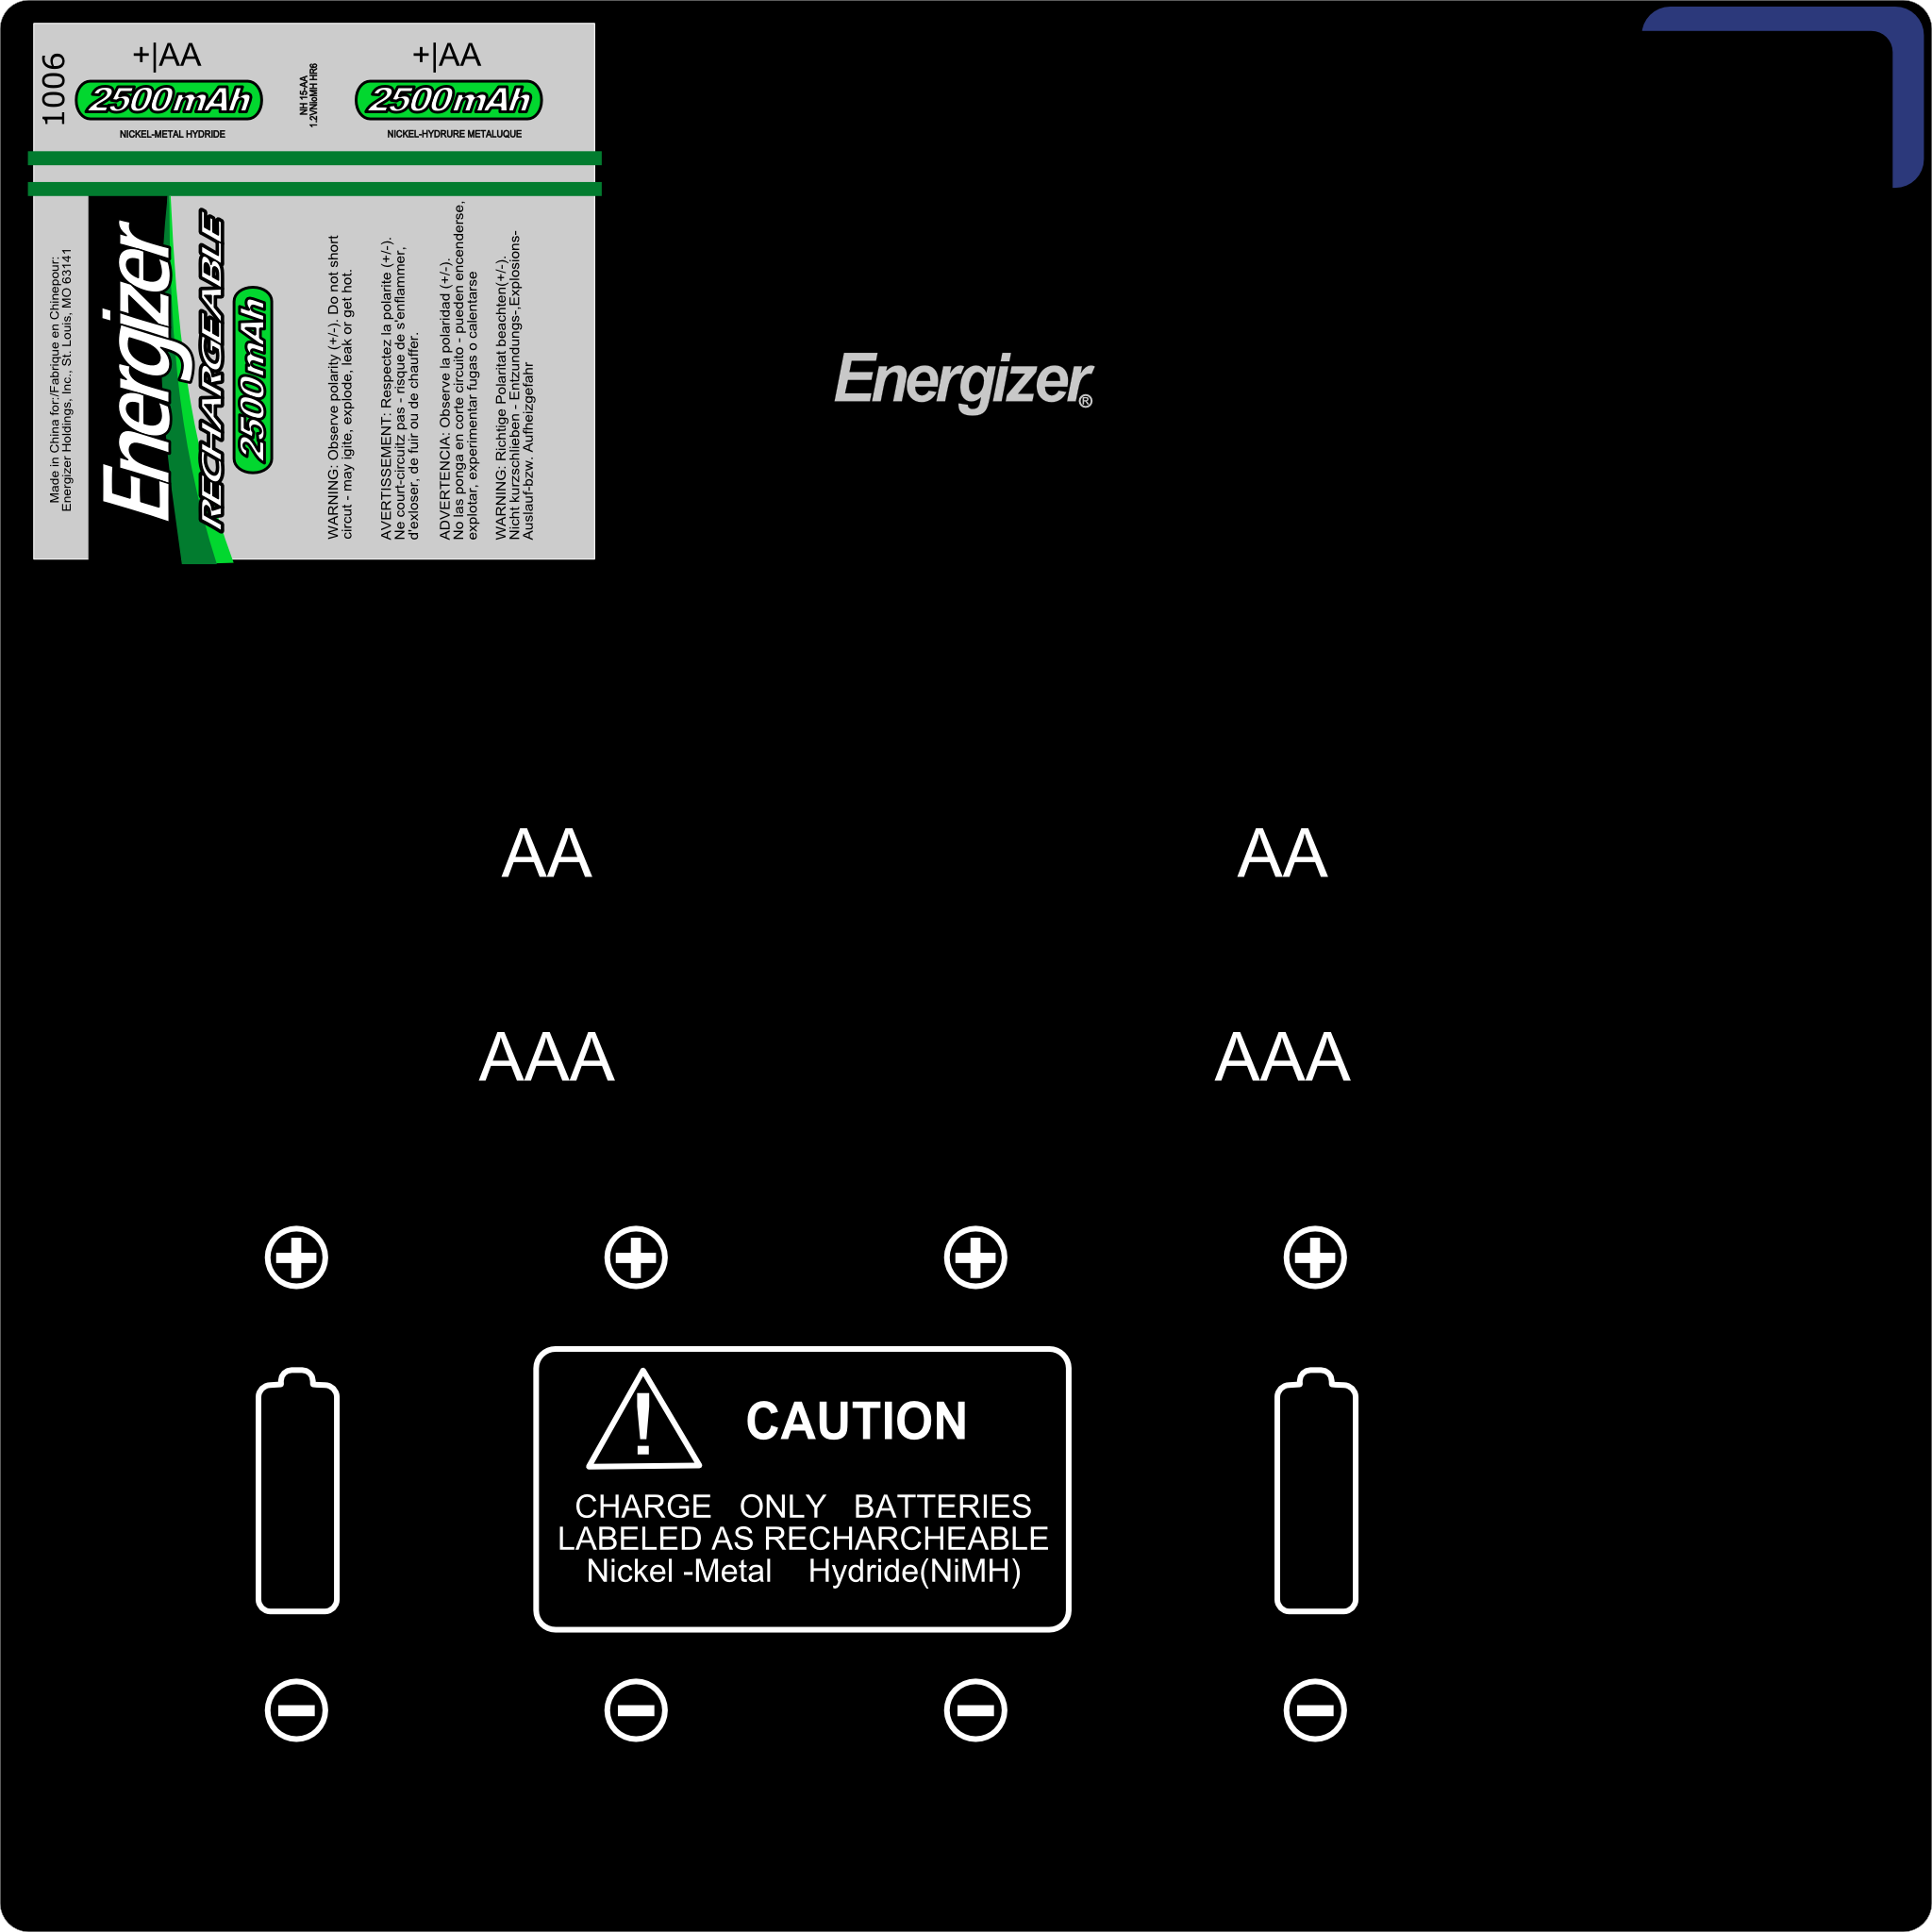 1006
+|AA
2500mAh
NICKEL-METAL HYDRIDE
NH 15-AA
1.2VNIoMH HR6
+|AA
2500mAh
NICKEL-HYDRURE METALUQUE
Made in China for:/Fabrique en Chinepour:
Energizer Holdings, Inc., St. Louis, MO 63141
Energizer
RECHARGEABLE
2500mAh
WARNING: Observe polarity (+/-). Do not short
circut - may igite, explode, leak or get hot.
AVERTISSEMENT: Respectez la polarite (+/-).
Ne court-circuitz pas - risque de s'enflammer,
d'exloser, de fuir ou de chauffer.
ADVERTENCIA: Observe la polaridad (+/-).
No las ponga en corte circuito - pueden encenderse,
explotar, experimentar fugas o calentarse
WARNING: Richtige Polaritat beachten(+/-).
Nicht kurzschlieben - Entzundungs-,Explosions-
Auslauf-bzw. Aufheizgefahr
Energizer®
AA AA
AAA AAA
CAUTION
CHARGE ONLY BATTERIES
LABELED AS RECHARCHEABLE
Nickel -Metal Hydride(NiMH)